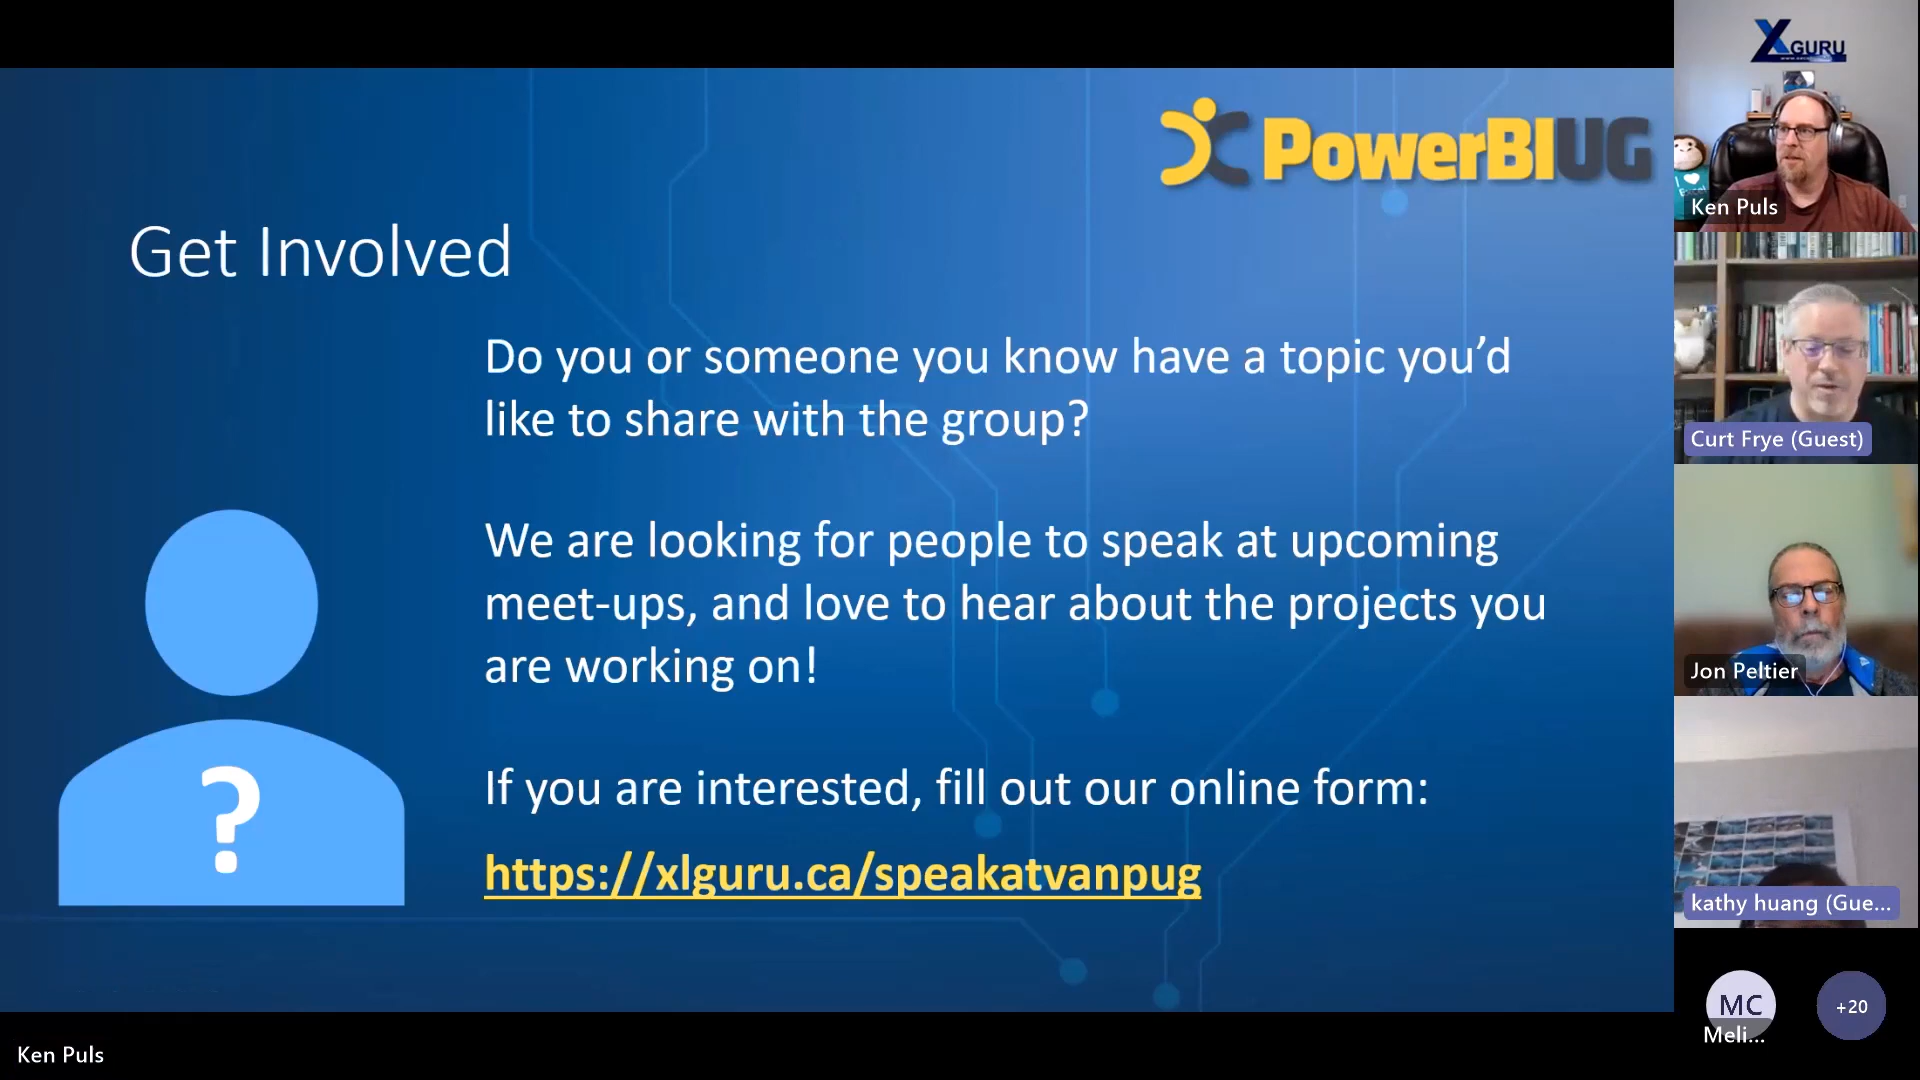 PowerBIUG
Get Involved
Do you or someone you know have a topic you’d
like to share with the group?
We are looking for people to speak at upcoming
meet-ups, and love to hear about the projects you
are working on!
?
If you are interested, fill out our online form:
https://xlguru.ca/speakatvanpug
Ken Puls
XGURU
I ❤
Excel
Ken Puls
Curt Frye (Guest)
Jon Peltier
kathy huang (Gue...
MC
Meli...
+20